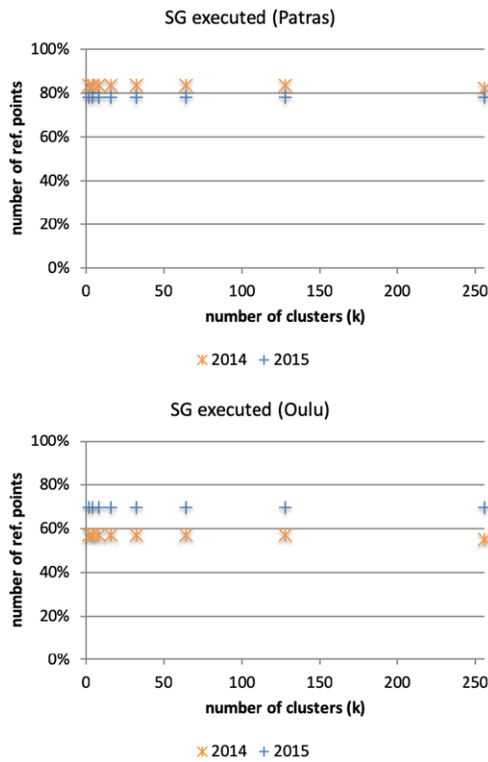 SG executed (Patras)
100%
80%
60%
40%
20%
0%
number of ref. points
0 50 100 150 200 250
number of clusters (k)
2014 2015
SG executed (Oulu)
100%
80%
60%
40%
20%
0%
number of ref. points
0 50 100 150 200 250
number of clusters (k)
2014 2015